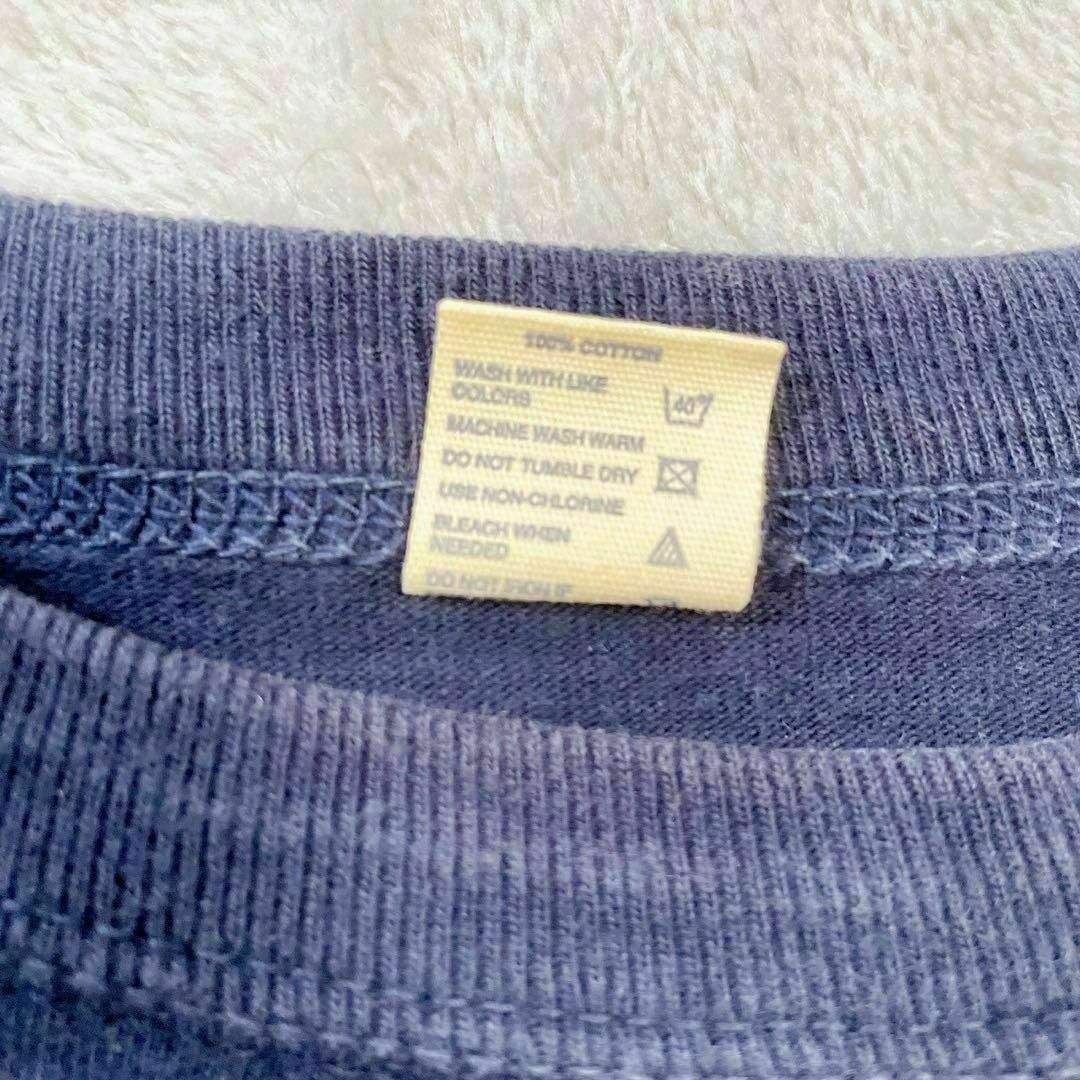 100% COTTON
WASH WITH LIKE
COLORS
40°
MACHINE WASH WARM
DO NOT TUMBLE DRY
USE NON-CHLORINE
BLEACH WHEN
NEEDED
DO NOT IRON IF